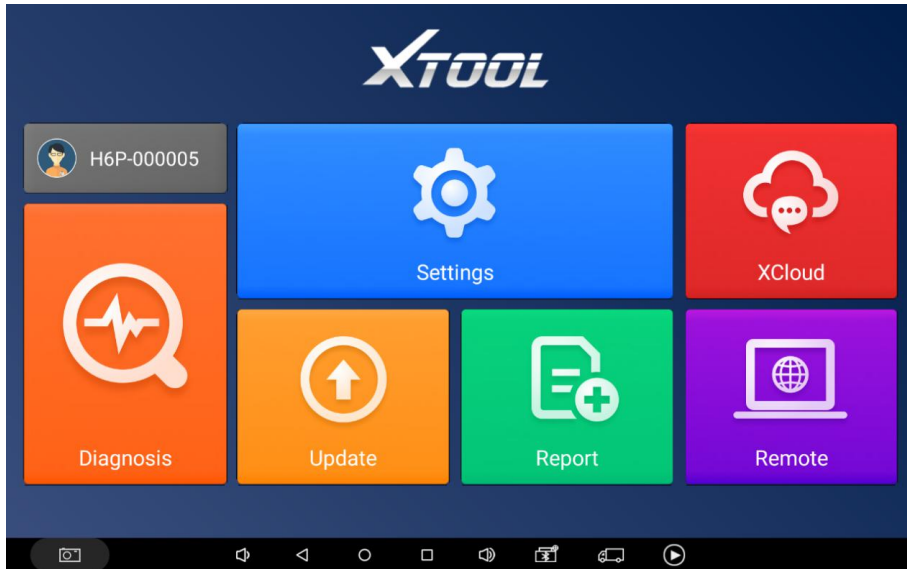 XTOOL
H6P-000005
Settings
XCloud
Diagnosis
Update
Report
Remote